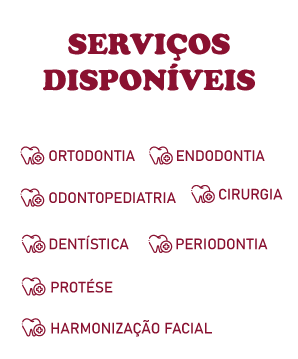 SERVIÇOS
DISPONÍVEIS
ORTODONTIA ENDODONTIA
ODONTOPEDIATRIA CIRURGIA
DENTÍSTICA PERIODONTIA
PROTÉSE
HARMONIZAÇÃO FACIAL